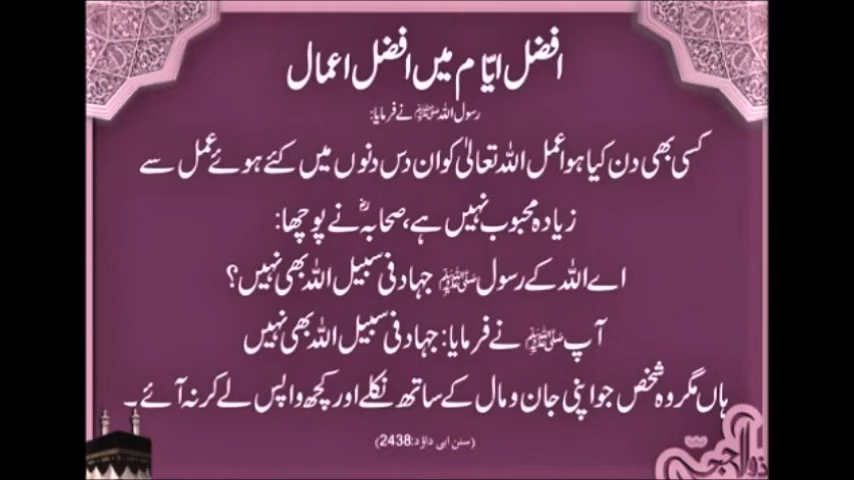 افضل ایّام میں افضل اعمال
رسول اللہ ﷺ نے فرمایا:
کسی بھی دن کیا ہوا عمل اللہ تعالیٰ کو ان دس دنوں میں کئے ہوئے عمل سے
زیادہ محبوب نہیں ہے، صحابہؓ نے پوچھا:
اے اللہ کے رسول ﷺ جہاد فی سبیل اللہ بھی نہیں؟
آپ ﷺ نے فرمایا: جہاد فی سبیل اللہ بھی نہیں
ہاں مگر وہ شخص جو اپنی جان و مال کے ساتھ نکلے اور کچھ واپس لے کر نہ آئے۔
(سنن ابی داؤد:2438)
ذوالحجۃ